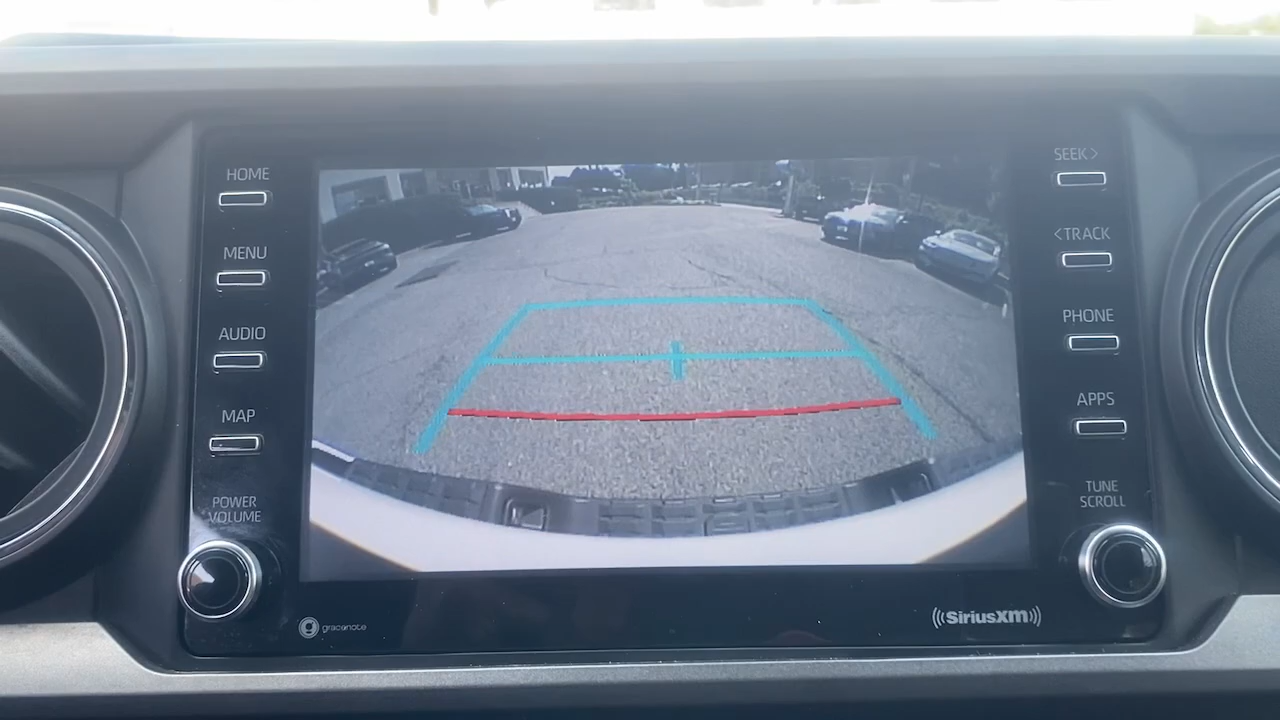 HOME
MENU
AUDIO
MAP
POWER
VOLUME
gracenote
SEEK>
<TRACK
PHONE
APPS
TUNE
SCROLL
((SiriusXM))